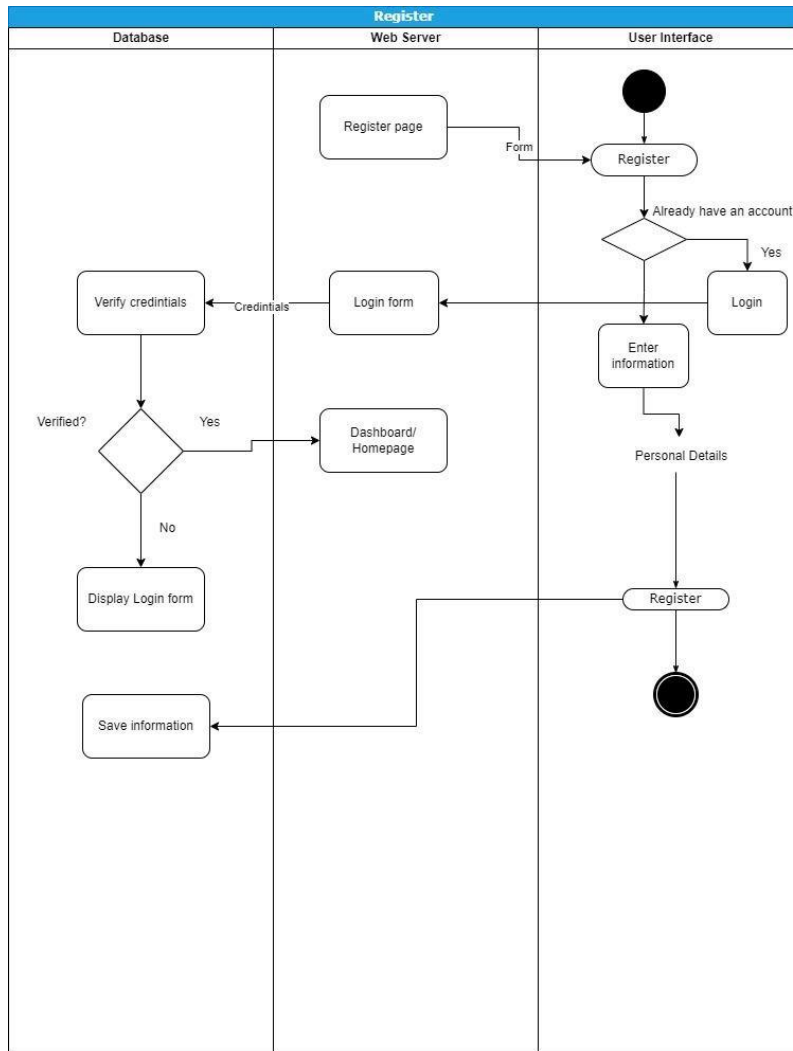 Register
Database
Web Server
User Interface
Register page
Form
Register
Already have an account
Yes
Verify credintials
Credintials
Login form
Login
Enter
information
Verified?
Yes
Dashboard/
Homepage
Personal Details
No
Display Login form
Register
Save information